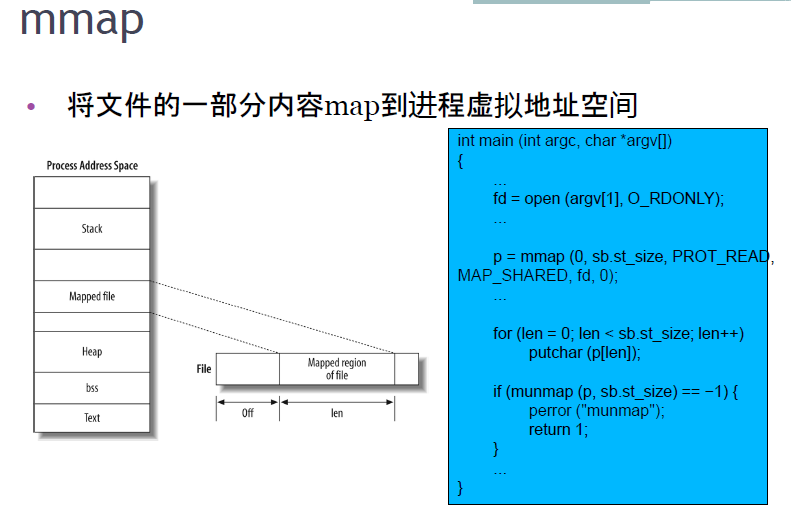 mmap
• 将文件的一部分内容map到进程虚拟地址空间
Process Address Space
Stack
Mapped file
Heap
bss
Text
File
Mapped region
of file
Off
len
int main (int argc, char *argv[])
{
...
fd = open (argv[1], O_RDONLY);
...
p = mmap (0, sb.st_size, PROT_READ,
MAP_SHARED, fd, 0);
...
for (len = 0; len < sb.st_size; len++)
putchar (p[len]);
if (munmap (p, sb.st_size) == −1) {
perror ("munmap");
return 1;
}
...
}